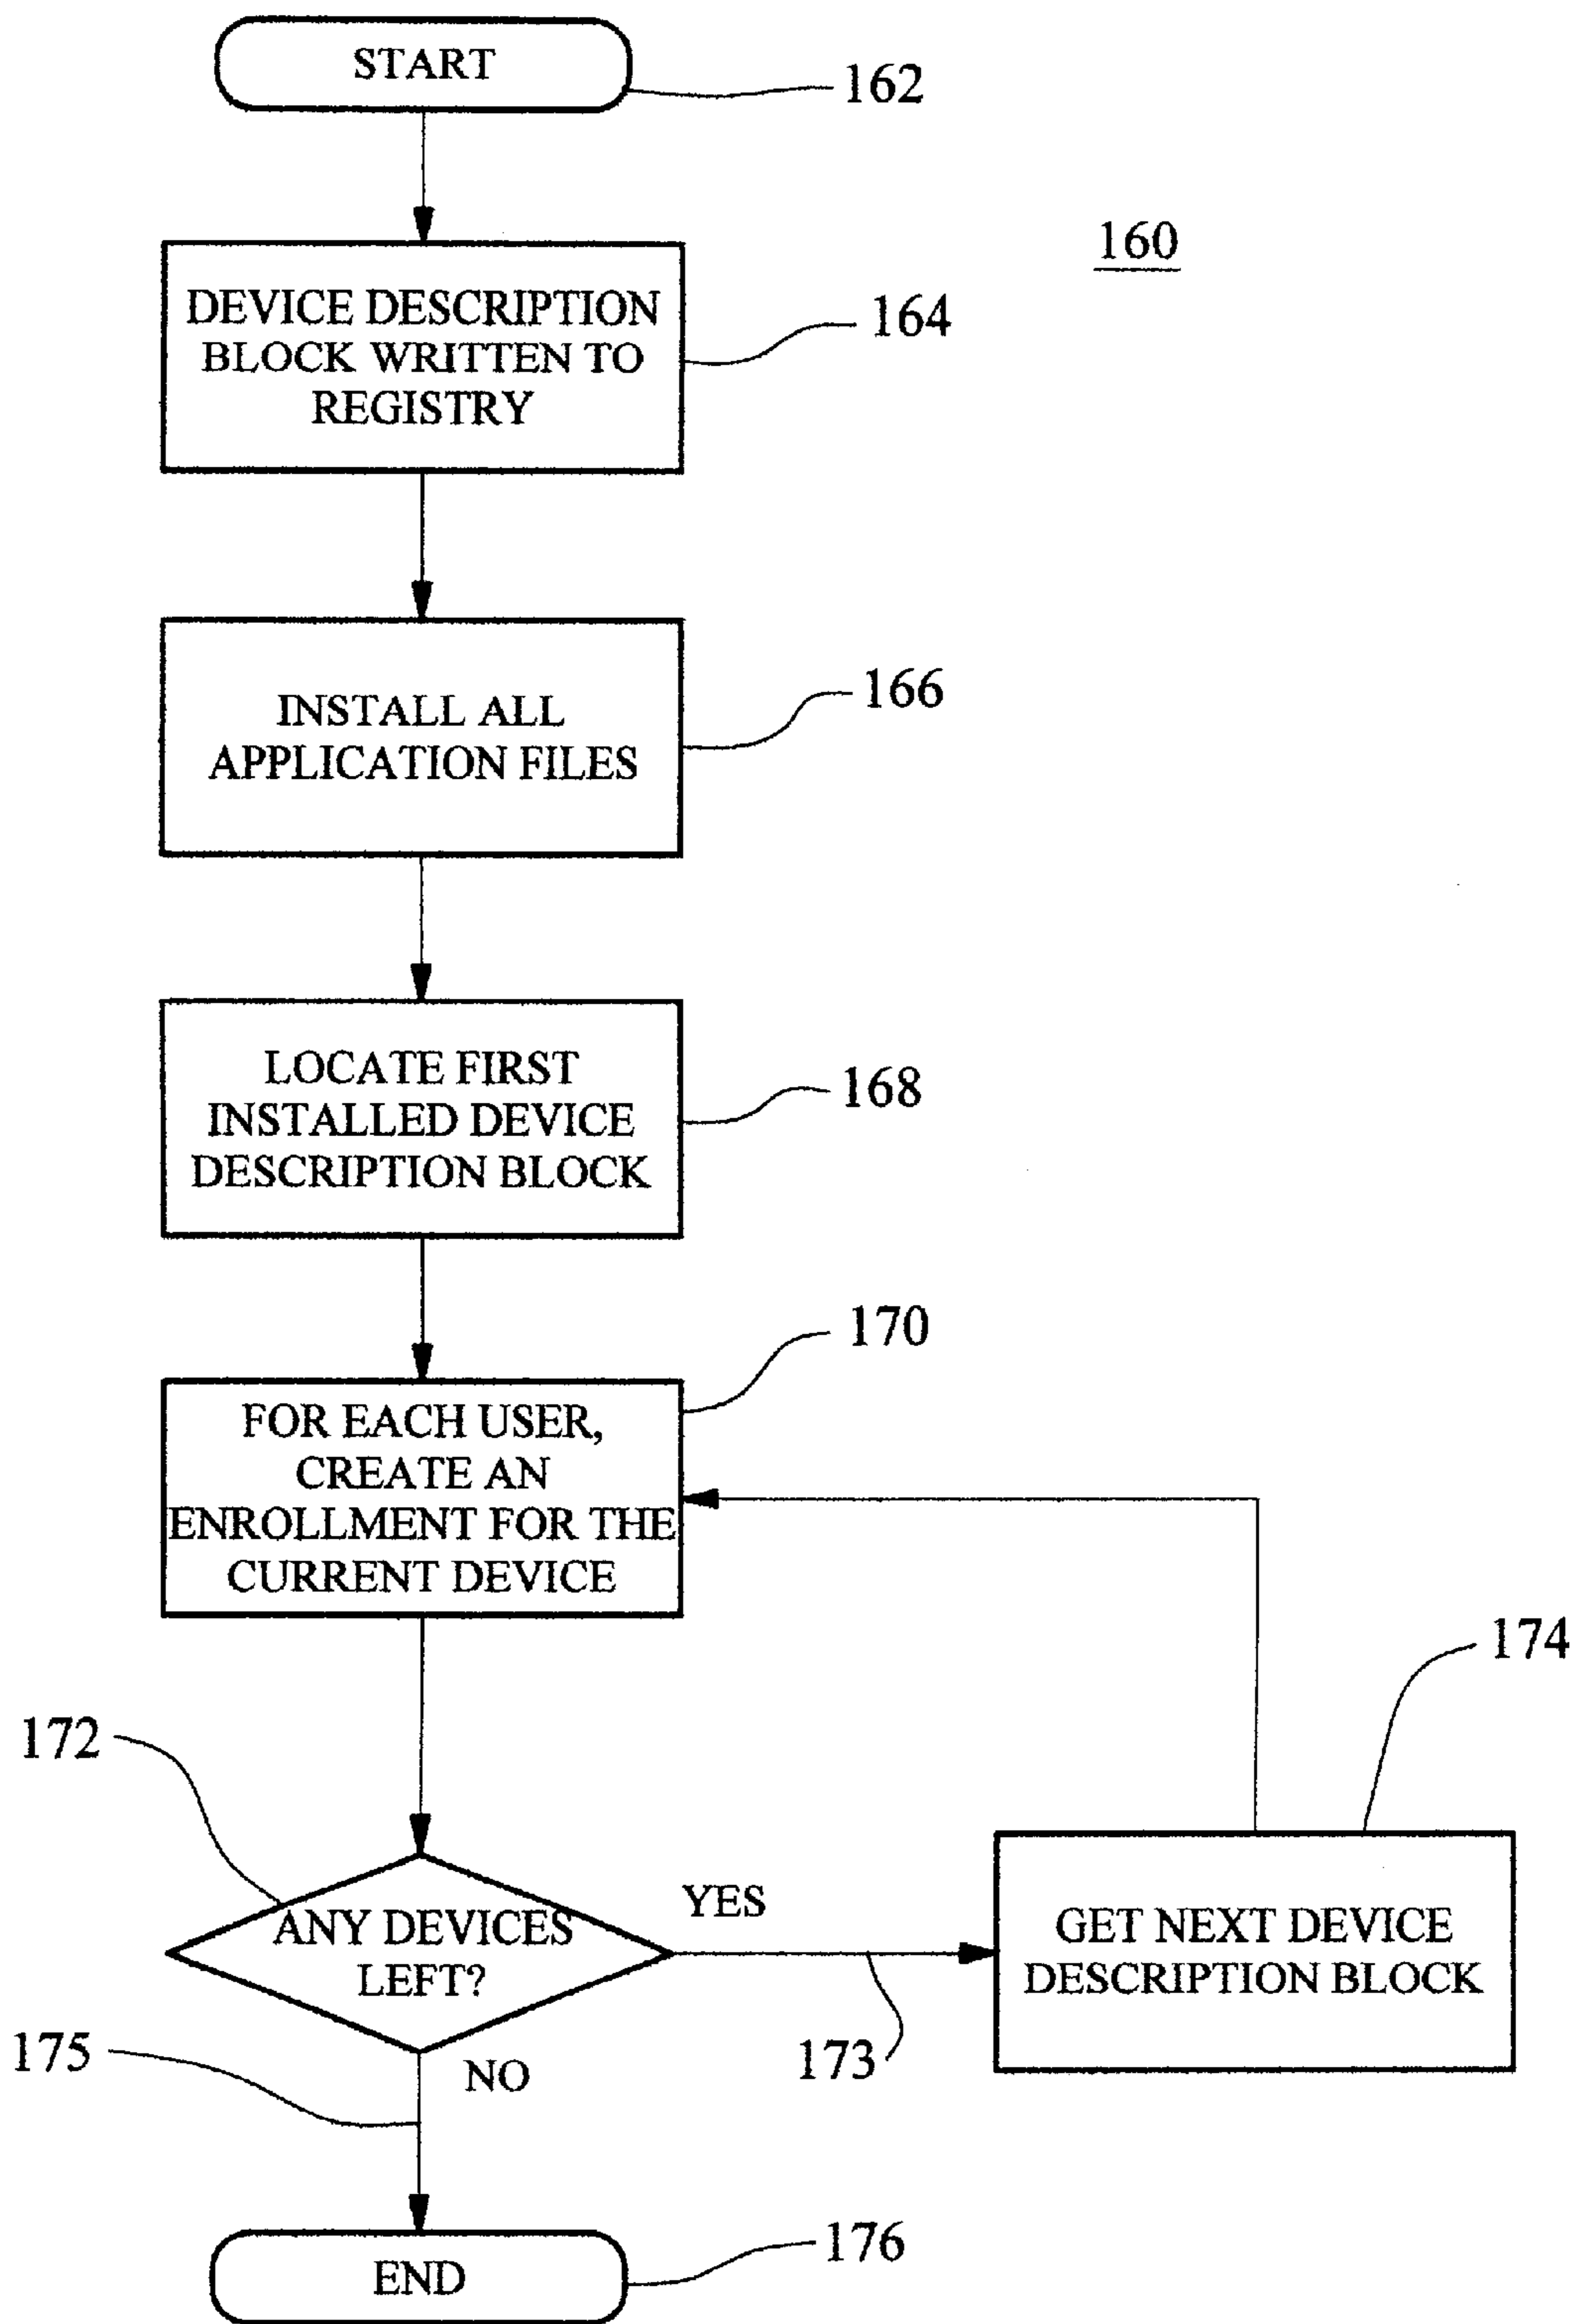 START
162
160
DEVICE DESCRIPTION
BLOCK WRITTEN TO
REGISTRY
164
INSTALL ALL
APPLICATION FILES
166
LOCATE FIRST
INSTALLED DEVICE
DESCRIPTION BLOCK
168
170
FOR EACH USER,
CREATE AN
ENROLLMENT FOR THE
CURRENT DEVICE
174
172
ANY DEVICES
LEFT?
YES
GET NEXT DEVICE
DESCRIPTION BLOCK
173
175
NO
END
176